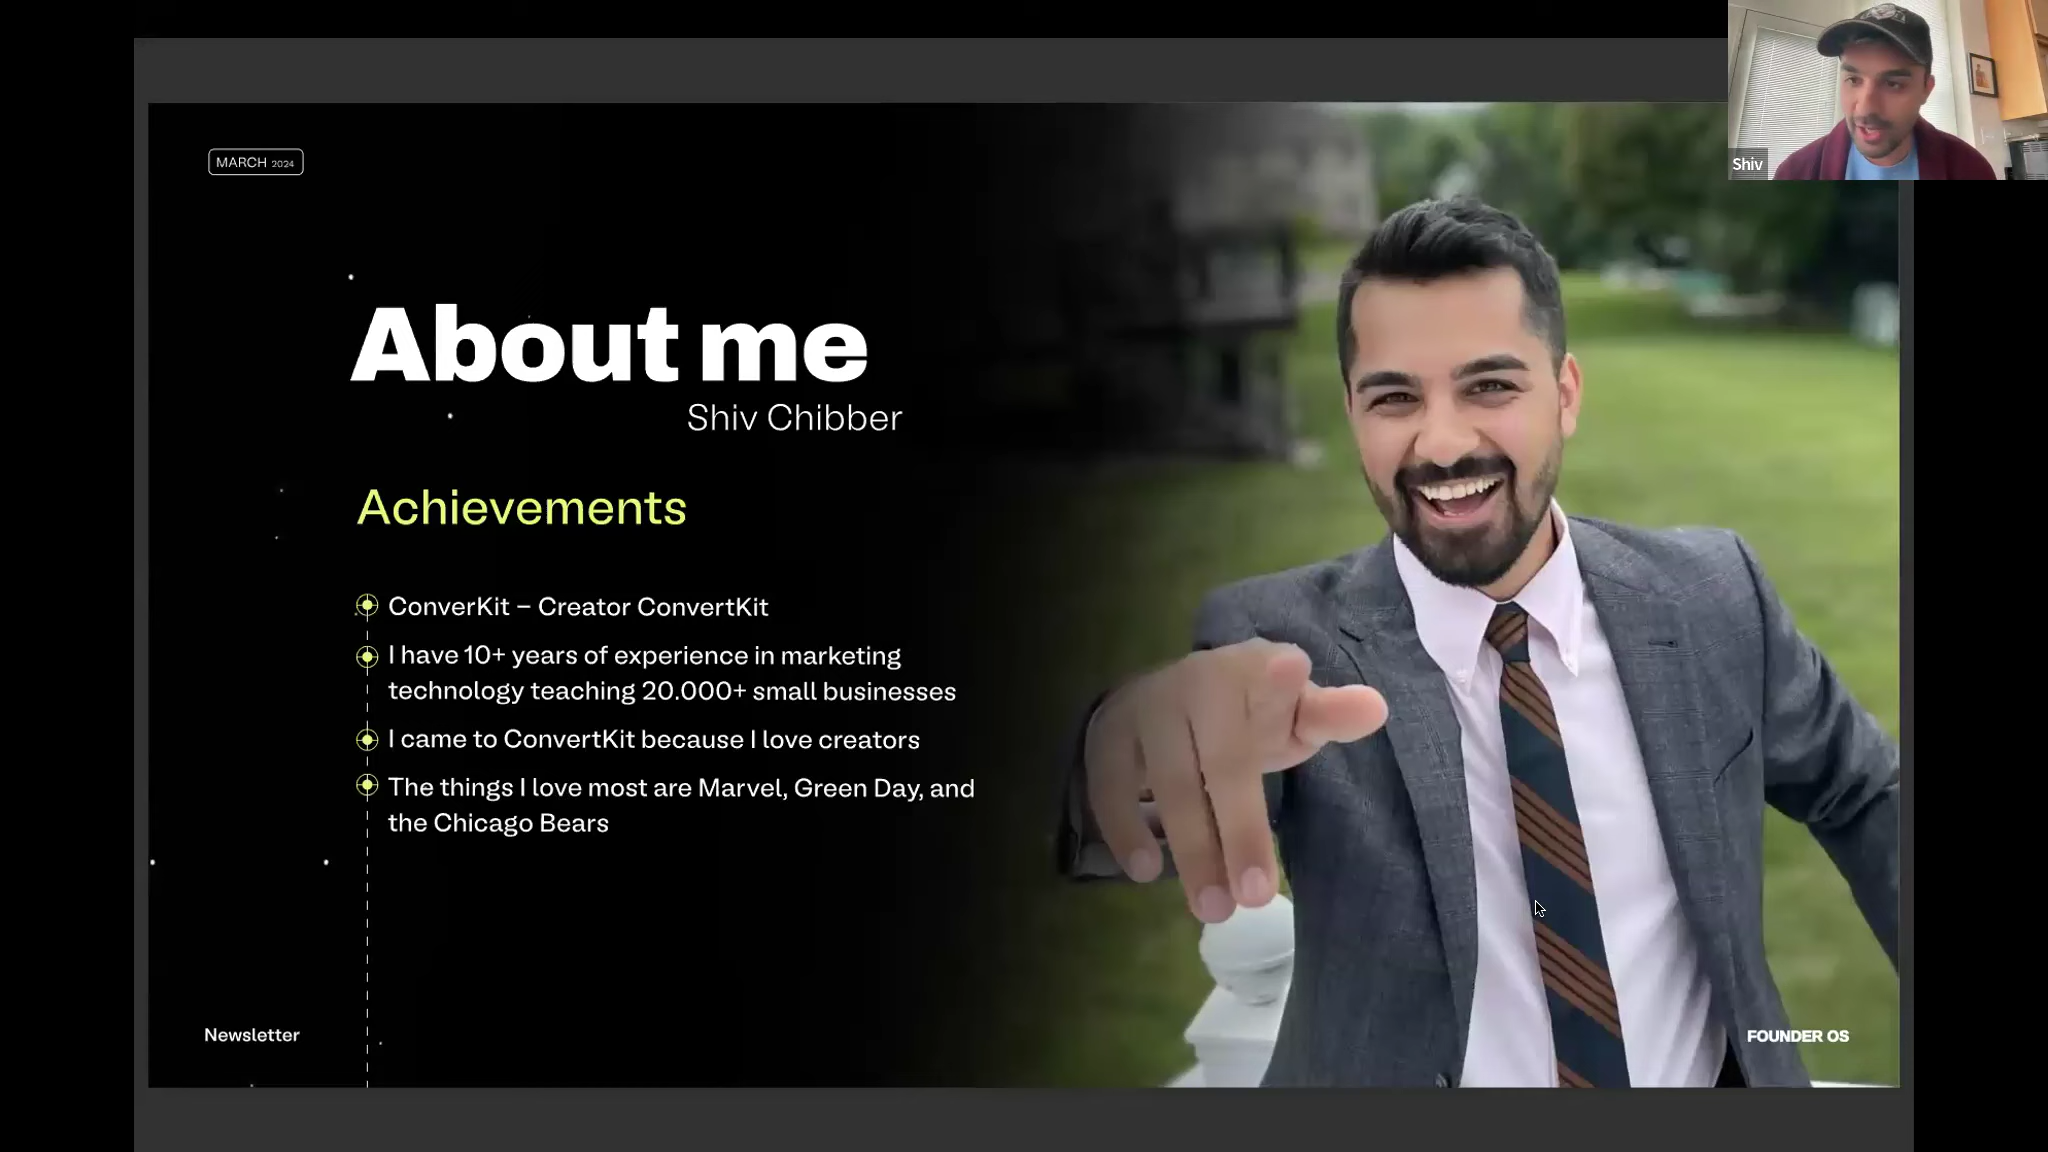 MARCH 2024
Shiv
About me
Shiv Chibber
Achievements
ConverKit – Creator ConvertKit
I have 10+ years of experience in marketing
technology teaching 20.000+ small businesses
I came to ConvertKit because I love creators
The things I love most are Marvel, Green Day, and
the Chicago Bears
Newsletter
FOUNDER OS